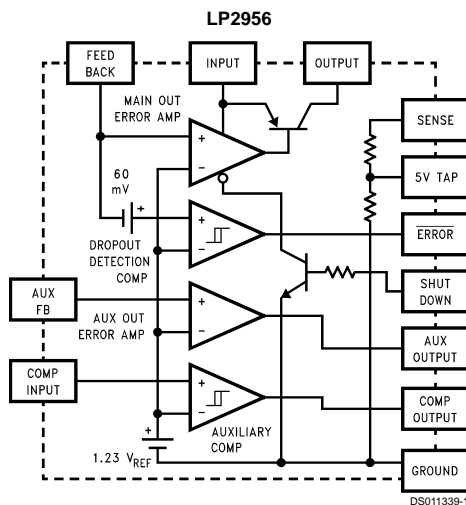 LP2956
FEED
BACK
INPUT
OUTPUT
MAIN OUT
ERROR AMP
SENSE
+
−
60
mV
+
5V TAP
+
−
ERROR
DROPOUT
DETECTION
COMP
SHUT
DOWN
AUX
FB
+
−
AUX OUT
ERROR AMP
AUX
OUTPUT
COMP
INPUT
+
−
COMP
OUTPUT
+
AUXILIARY
COMP
1.23 VREF
GROUND
DS011339-1